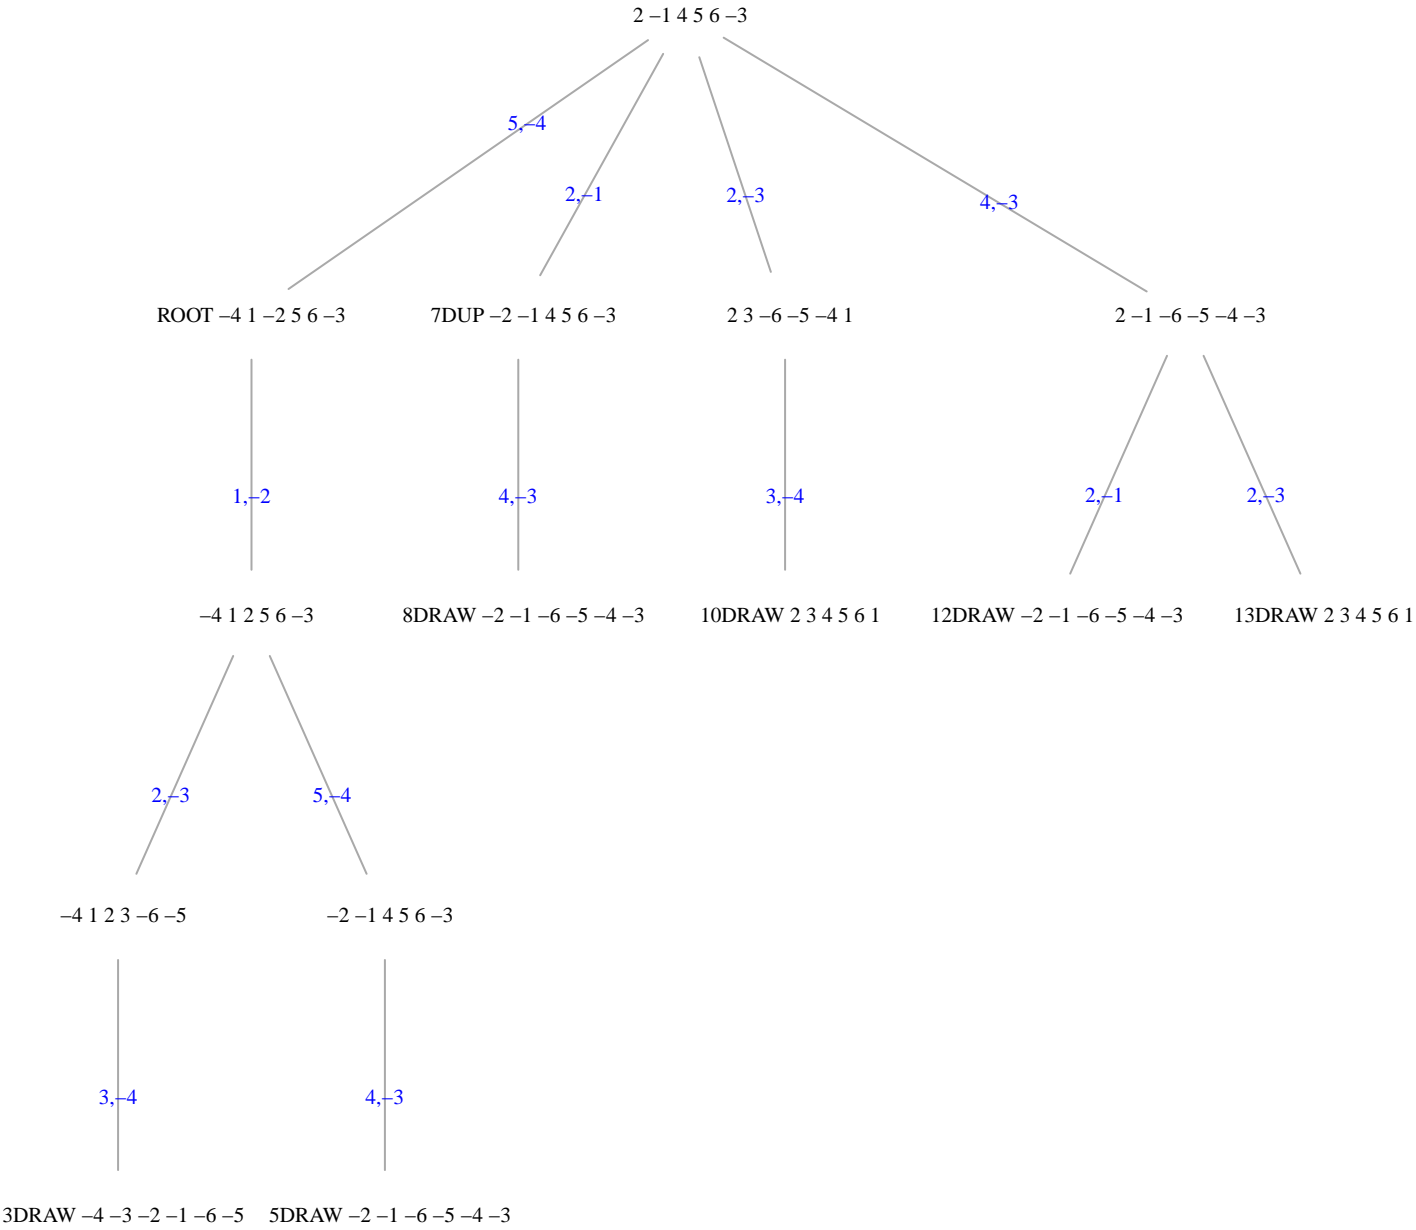 2 –1 4 5 6 –3
5,–4
2,–1
2,–3
4,–3
ROOT –4 1 –2 5 6 –3
7DUP –2 –1 4 5 6 –3
2 3 –6 –5 –4 1
2 –1 –6 –5 –4 –3
1,–2
4,–3
3,–4
2,–1
2,–3
–4 1 2 5 6 –3
8DRAW –2 –1 –6 –5 –4 –3
10DRAW 2 3 4 5 6 1
12DRAW –2 –1 –6 –5 –4 –3
13DRAW 2 3 4 5 6 1
2,–3
5,–4
–4 1 2 3 –6 –5
–2 –1 4 5 6 –3
3,–4
4,–3
3DRAW –4 –3 –2 –1 –6 –5
5DRAW –2 –1 –6 –5 –4 –3